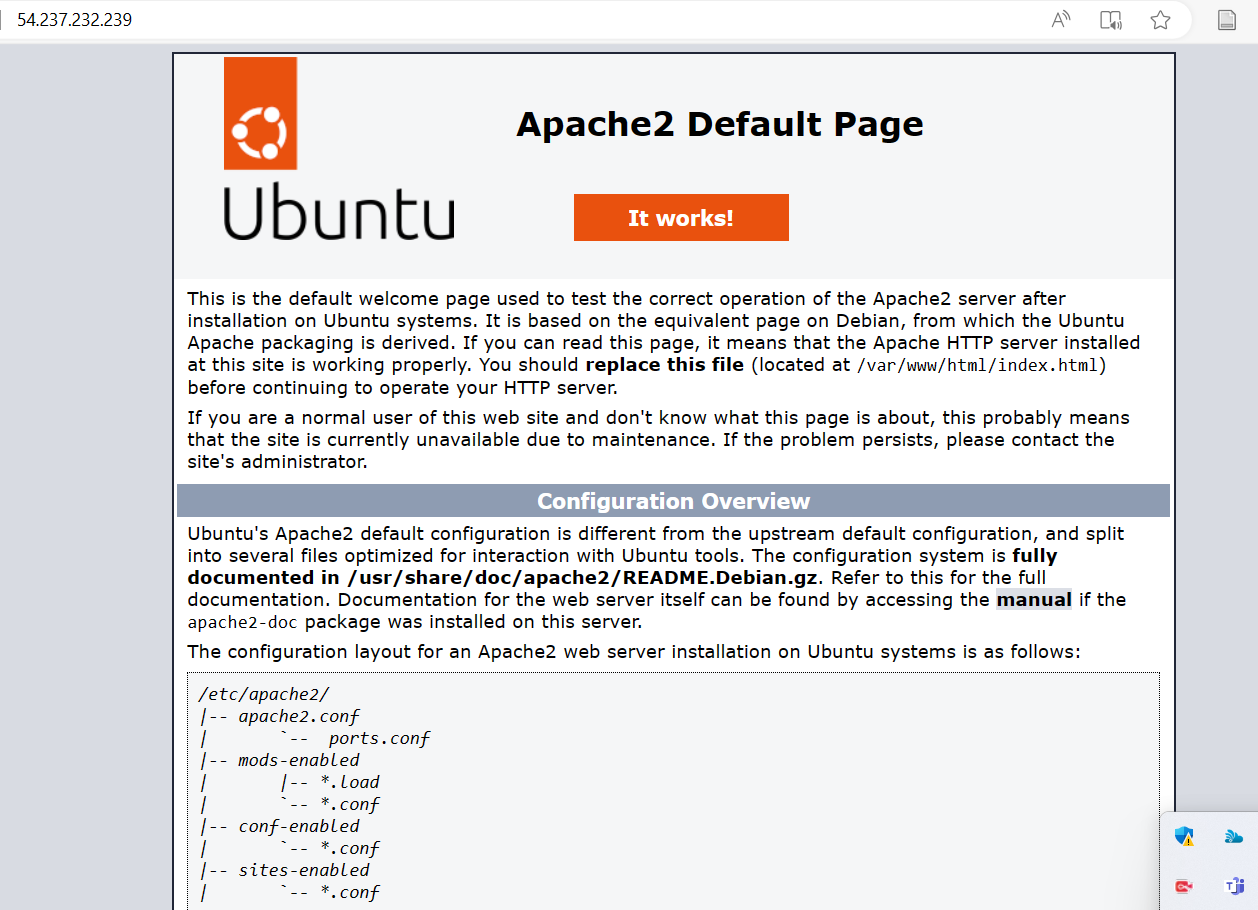 54.237.232.239
Apache2 Default Page
Ubuntu
It works!
This is the default welcome page used to test the correct operation of the Apache2 server after
installation on Ubuntu systems. It is based on the equivalent page on Debian, from which the Ubuntu
Apache packaging is derived. If you can read this page, it means that the Apache HTTP server installed
at this site is working properly. You should replace this file (located at /var/www/html/index.html)
before continuing to operate your HTTP server.
If you are a normal user of this web site and don't know what this page is about, this probably means
that the site is currently unavailable due to maintenance. If the problem persists, please contact the
site's administrator.
Configuration Overview
Ubuntu's Apache2 default configuration is different from the upstream default configuration, and split
into several files optimized for interaction with Ubuntu tools. The configuration system is fully
documented in /usr/share/doc/apache2/README.Debian.gz. Refer to this for the full
documentation. Documentation for the web server itself can be found by accessing the manual if the
apache2-doc package was installed on this server.
The configuration layout for an Apache2 web server installation on Ubuntu systems is as follows:
/etc/apache2/
|-- apache2.conf
|       `--  ports.conf
|-- mods-enabled
|       |-- *.load
|       `-- *.conf
|-- conf-enabled
|       `-- *.conf
|-- sites-enabled
|       `-- *.conf